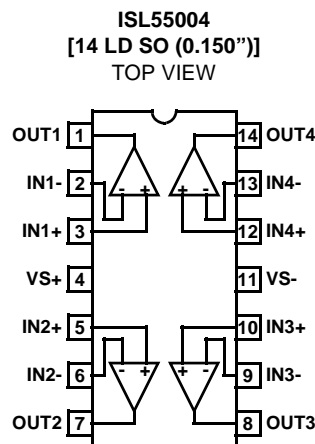 ISL55004
[14 LD SO (0.150")]
TOP VIEW
OUT1 1 14 OUT4
IN1- 2 - + + - 13 IN4-
IN1+ 3 12 IN4+
VS+ 4 11 VS-
IN2+ 5 10 IN3+
IN2- 6 - + + - 9 IN3-
OUT2 7 8 OUT3